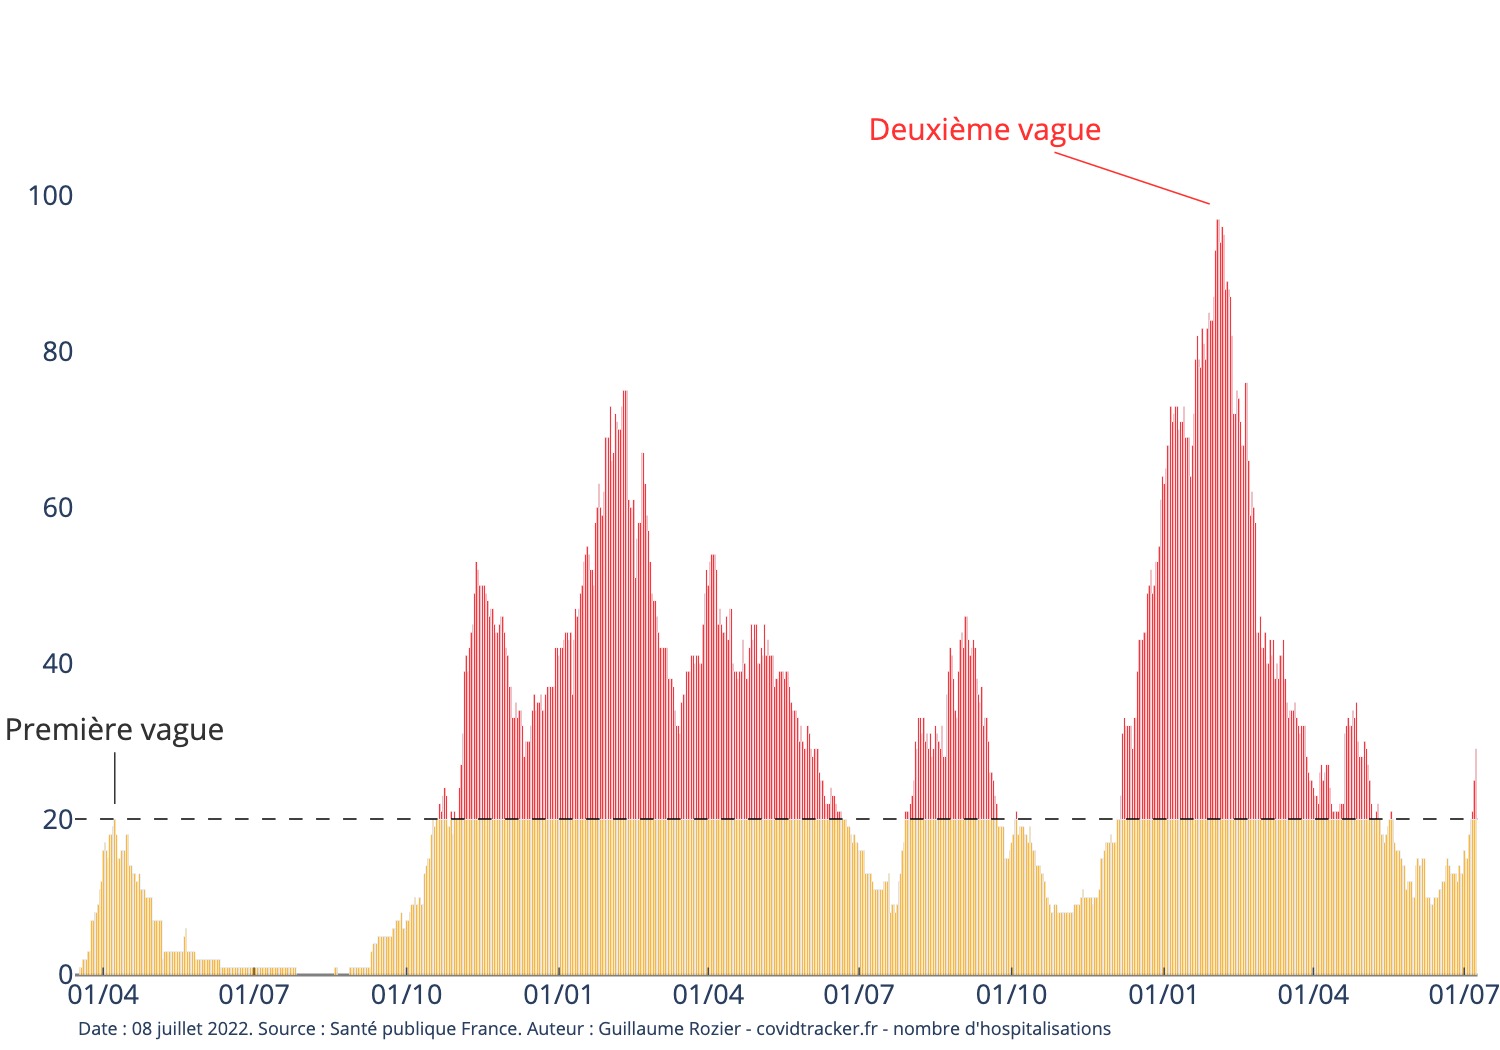 Deuxième vague
100
80
60
40
Première vague
20
0
01/04 01/07 01/10 01/01 01/04 01/07 01/10 01/01 01/04 01/07
Date : 08 juillet 2022. Source : Santé publique France. Auteur : Guillaume Rozier - covidtracker.fr - nombre d'hospitalisations